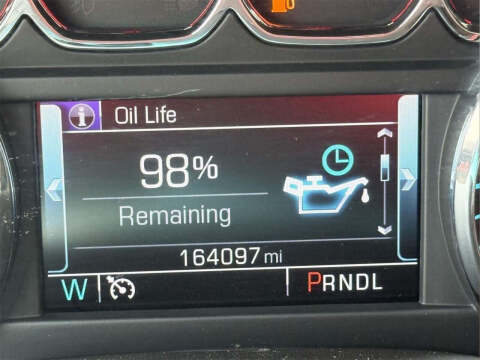 i Oil Life
98%
Remaining
164097 mi
W PRNDL